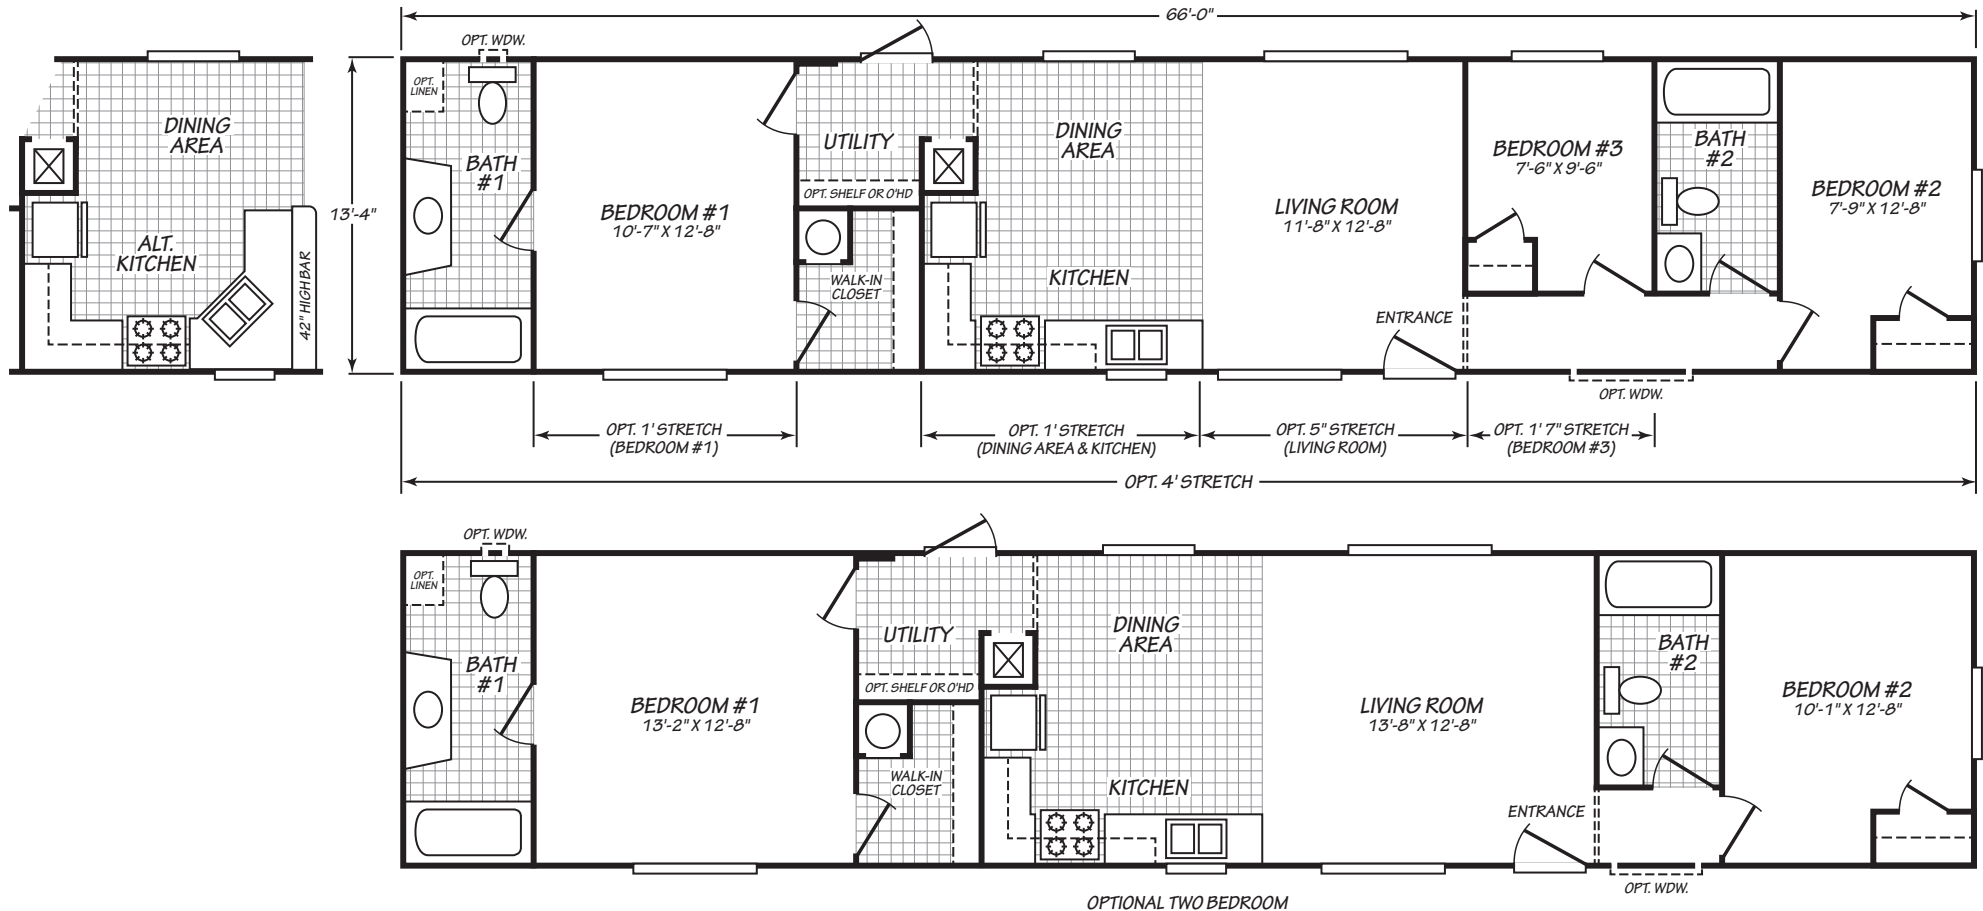 66'-0"
OPT. WDW.
OPT.
LINEN
BATH
#1
BEDROOM #1
10'-7" X 12'-8"
UTILITY
OPT. SHELF OR O'HD
WALK-IN
CLOSET
DINING
AREA
KITCHEN
LIVING ROOM
11'-8" X 12'-8"
ENTRANCE
BEDROOM #3
7'-6" X 9'-6"
BATH
#2
BEDROOM #2
7'-9" X 12'-8"
OPT. WDW.
DINING
AREA
ALT.
KITCHEN
42" HIGH BAR
13'-4"
OPT. 1' STRETCH
(BEDROOM #1)
OPT. 1' STRETCH
(DINING AREA & KITCHEN)
OPT. 5" STRETCH
(LIVING ROOM)
OPT. 1' 7" STRETCH
(BEDROOM #3)
OPT. 4' STRETCH
OPT. WDW.
OPT.
LINEN
BATH
#1
BEDROOM #1
13'-2" X 12'-8"
UTILITY
OPT. SHELF OR O'HD
WALK-IN
CLOSET
DINING
AREA
KITCHEN
LIVING ROOM
13'-8" X 12'-8"
ENTRANCE
BATH
#2
BEDROOM #2
10'-1" X 12'-8"
OPT. WDW.
OPTIONAL TWO BEDROOM